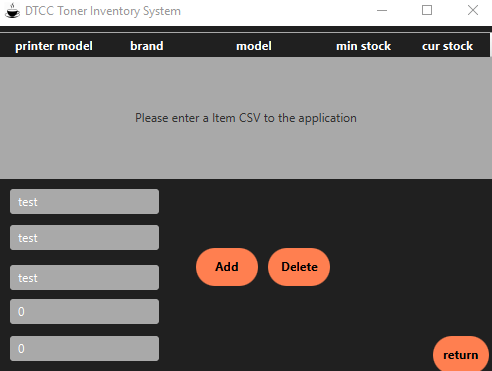 DTCC Toner Inventory System
printer model brand model min stock cur stock
Please enter a Item CSV to the application
test
test
Add Delete
test
0
0
return